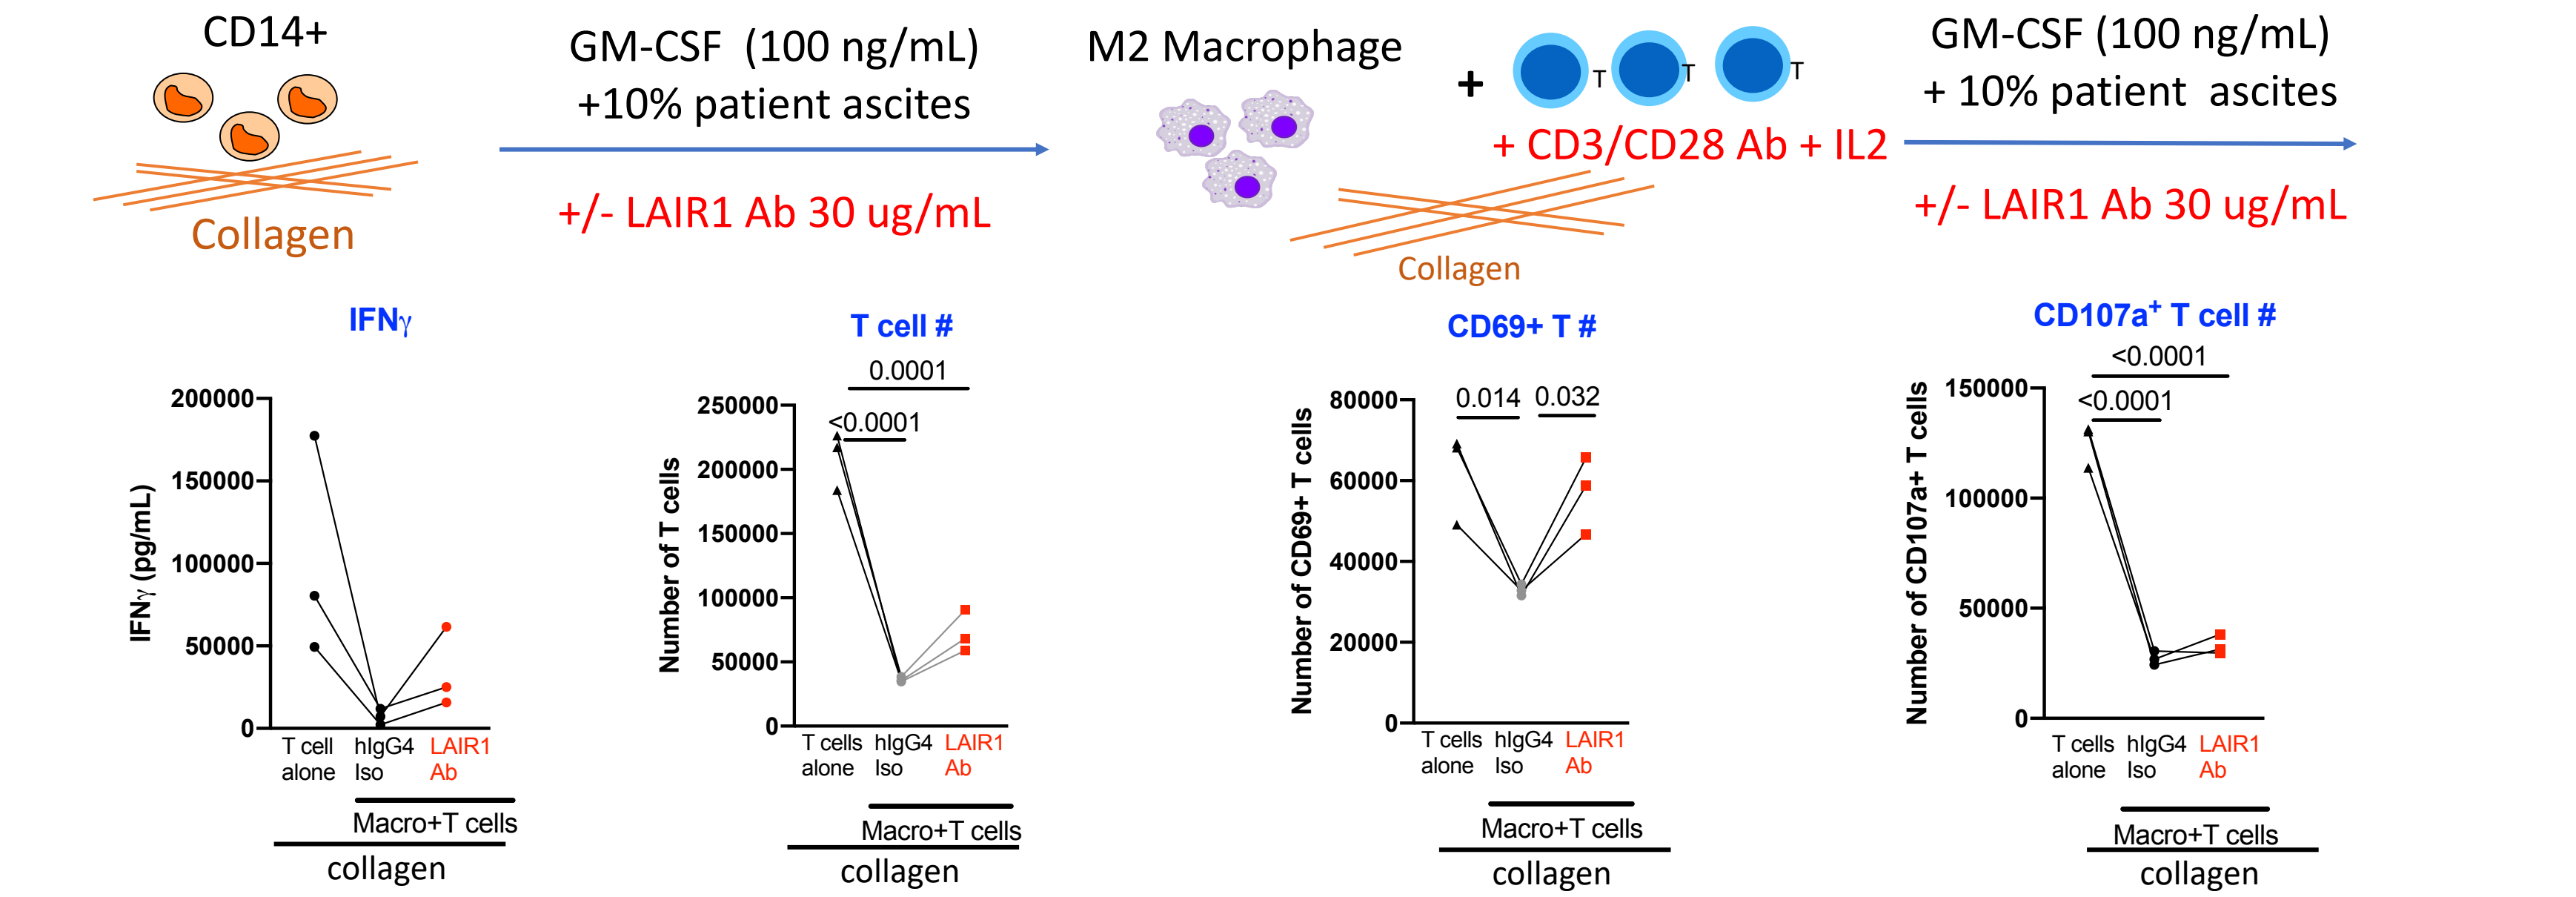 CD14+
Collagen
GM-CSF (100 ng/mL)
+10% patient ascites
+/- LAIR1 Ab 30 ug/mL
M2 Macrophage
+
T
T
T
+ CD3/CD28 Ab + IL2
Collagen
GM-CSF (100 ng/mL)
+ 10% patient ascites
+/- LAIR1 Ab 30 ug/mL
IFNγ
IFNγ (pg/mL)
200000
150000
100000
50000
0
T cell alone
hIgG4 Iso
LAIR1 Ab
Macro+T cells
collagen
T cell #
0.0001
<0.0001
Number of T cells
250000
200000
150000
100000
50000
0
T cells alone
hIgG4 Iso
LAIR1 Ab
Macro+T cells
collagen
CD69+ T #
0.014
0.032
Number of CD69+ T cells
80000
60000
40000
20000
0
T cells alone
hIgG4 Iso
LAIR1 Ab
Macro+T cells
collagen
CD107a⁺ T cell #
<0.0001
<0.0001
Number of CD107a+ T cells
150000
100000
50000
0
T cells alone
hIgG4 Iso
LAIR1 Ab
Macro+T cells
collagen